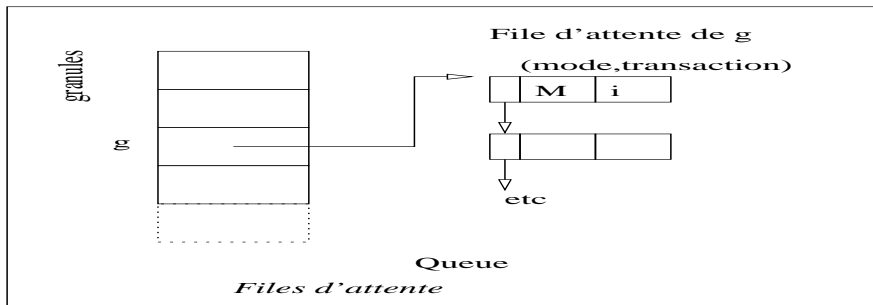 granules
File d'attente de g
(mode,transaction)
M i
g
etc
Queue
Files d'attente